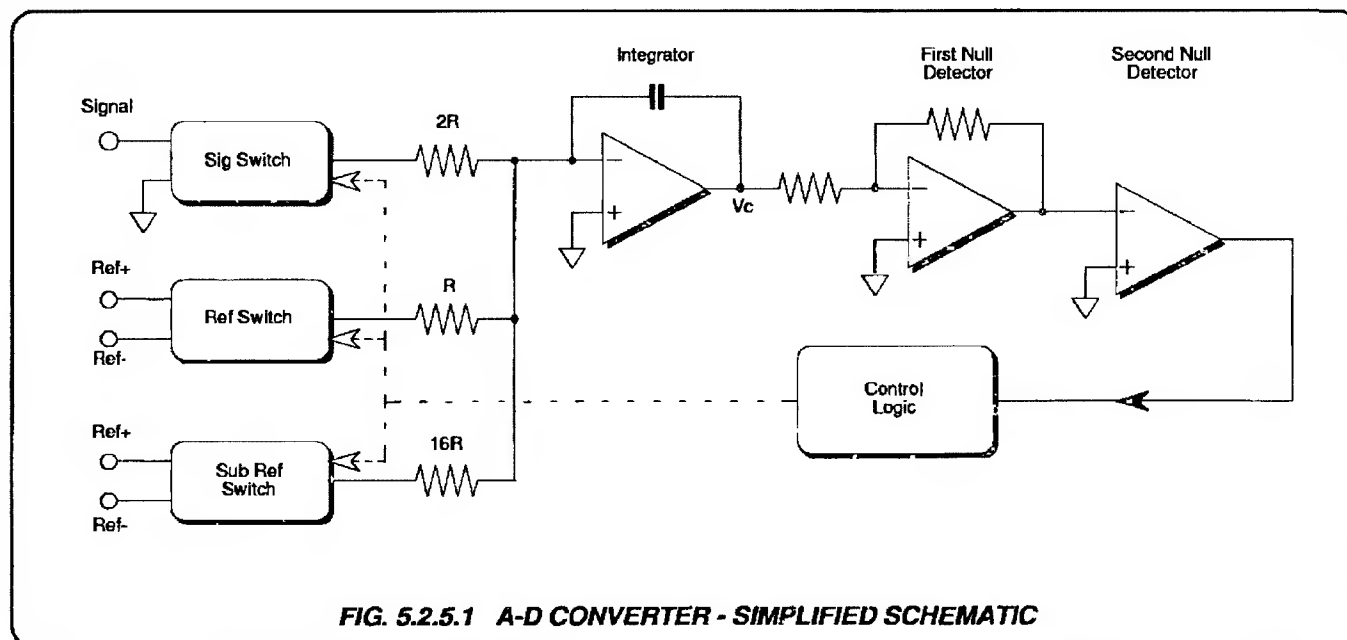 Integrator
First Null
Detector
Second Null
Detector
Signal
Sig Switch
2R
−
+
Vc
−
+
−
+
Ref+
Ref Switch
Ref-
R
Control
Logic
Ref+
Sub Ref
Switch
Ref-
16R
FIG. 5.2.5.1 A-D CONVERTER - SIMPLIFIED SCHEMATIC